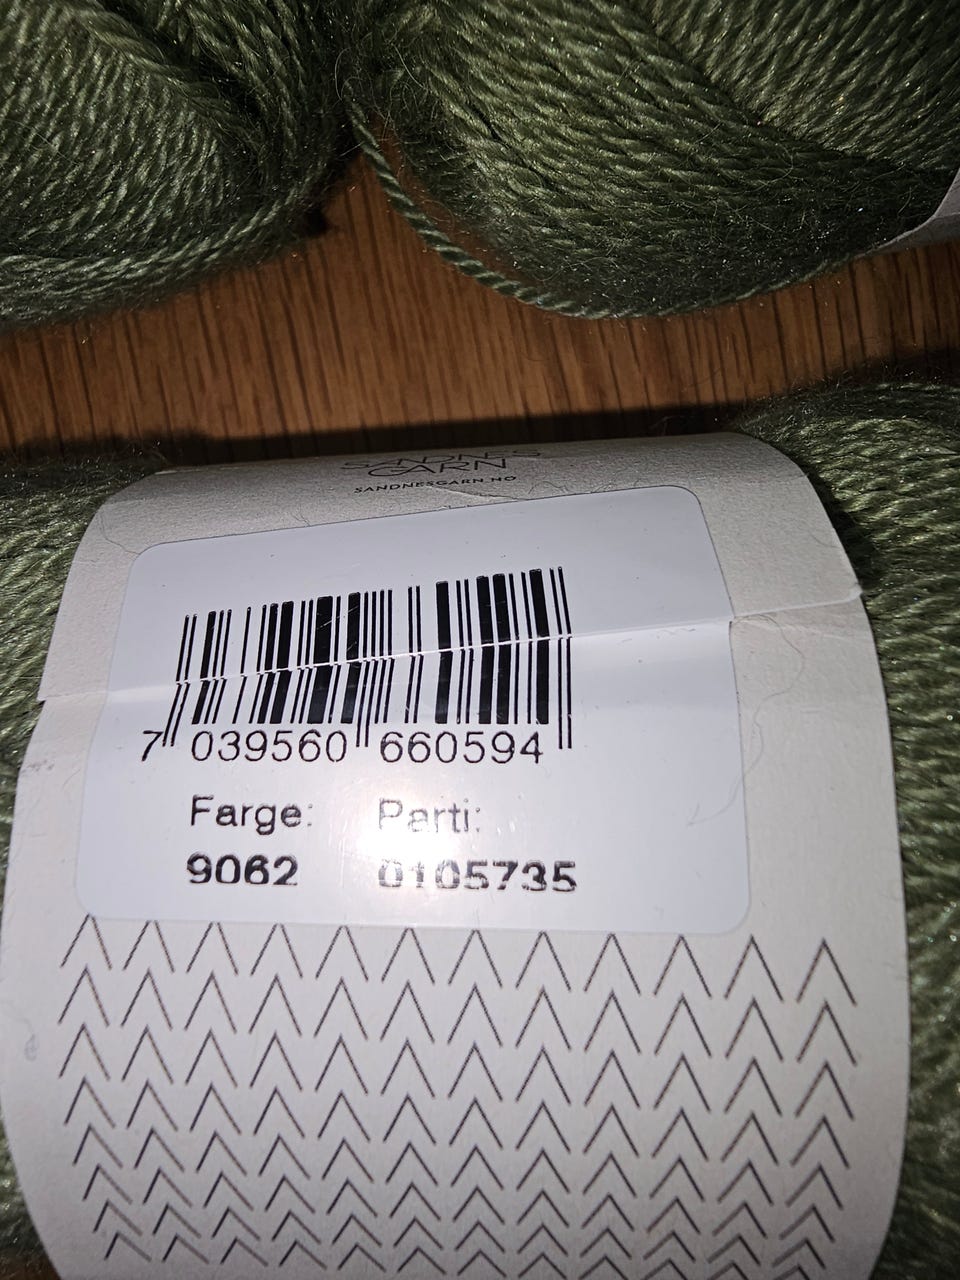 SANDNES
GARN
SANDNESGARN.NO
7 039560 660594
Farge: Parti:
9062 0105735